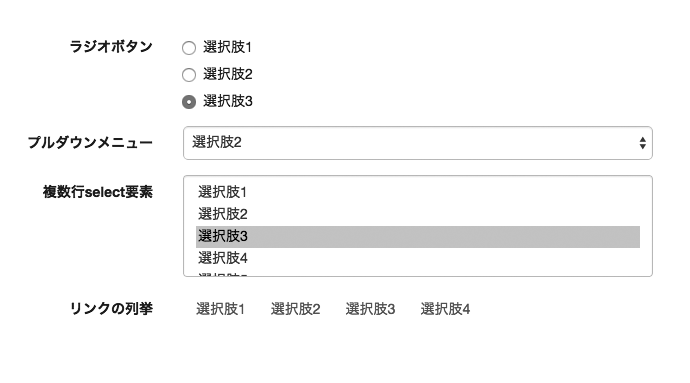 ラジオボタン 選択肢1
選択肢2
選択肢3
プルダウンメニュー 選択肢2
複数行select要素 選択肢1
選択肢2
選択肢3
選択肢4
リンクの列挙 選択肢1 選択肢2 選択肢3 選択肢4